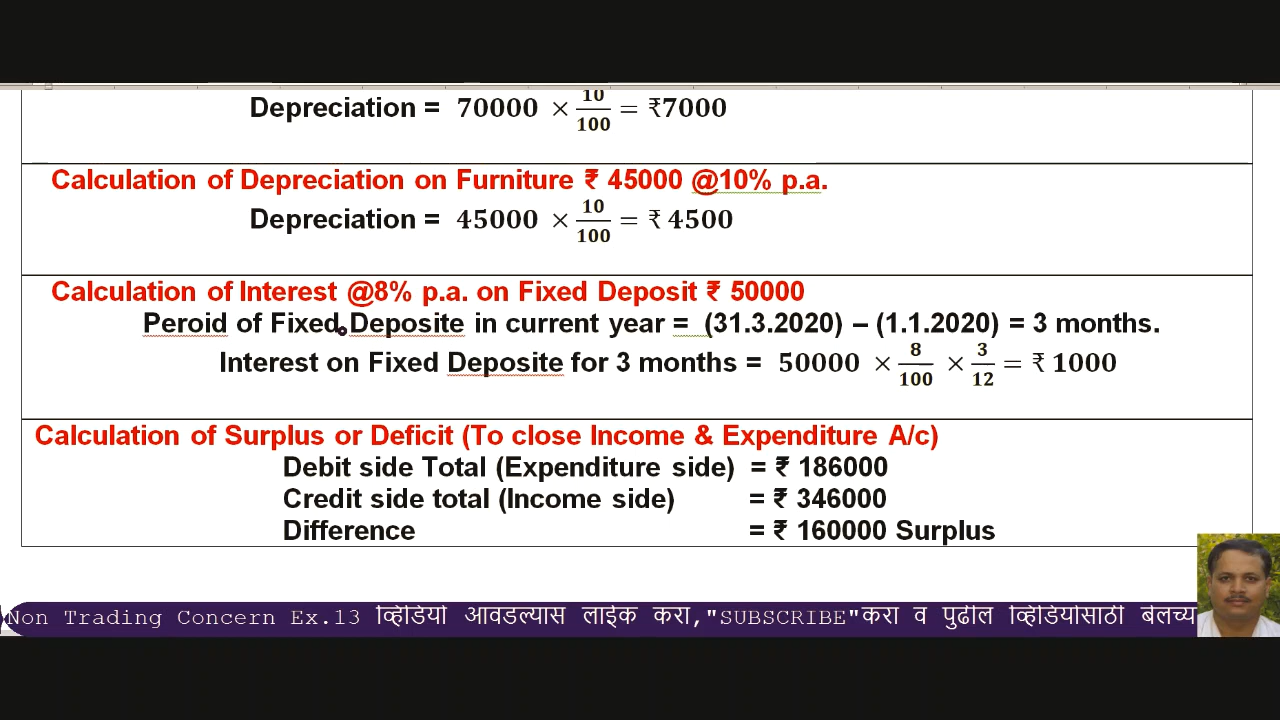 Depreciation = 70000 × 10/100 = ₹7000
Calculation of Depreciation on Furniture ₹ 45000 @10% p.a.
Depreciation = 45000 × 10/100 = ₹ 4500
Calculation of Interest @8% p.a. on Fixed Deposit ₹ 50000
Peroid of Fixed Deposite in current year = (31.3.2020) – (1.1.2020) = 3 months.
Interest on Fixed Deposite for 3 months = 50000 × 8/100 × 3/12 = ₹ 1000
Calculation of Surplus or Deficit (To close Income & Expenditure A/c)
Debit side Total (Expenditure side) = ₹ 186000
Credit side total (Income side) = ₹ 346000
Difference = ₹ 160000 Surplus
Non Trading Concern Ex.13 व्हिडियो आवडल्यास लाईक करा,"SUBSCRIBE"करा व पुढील व्हिडियोसाठी बेलच्य